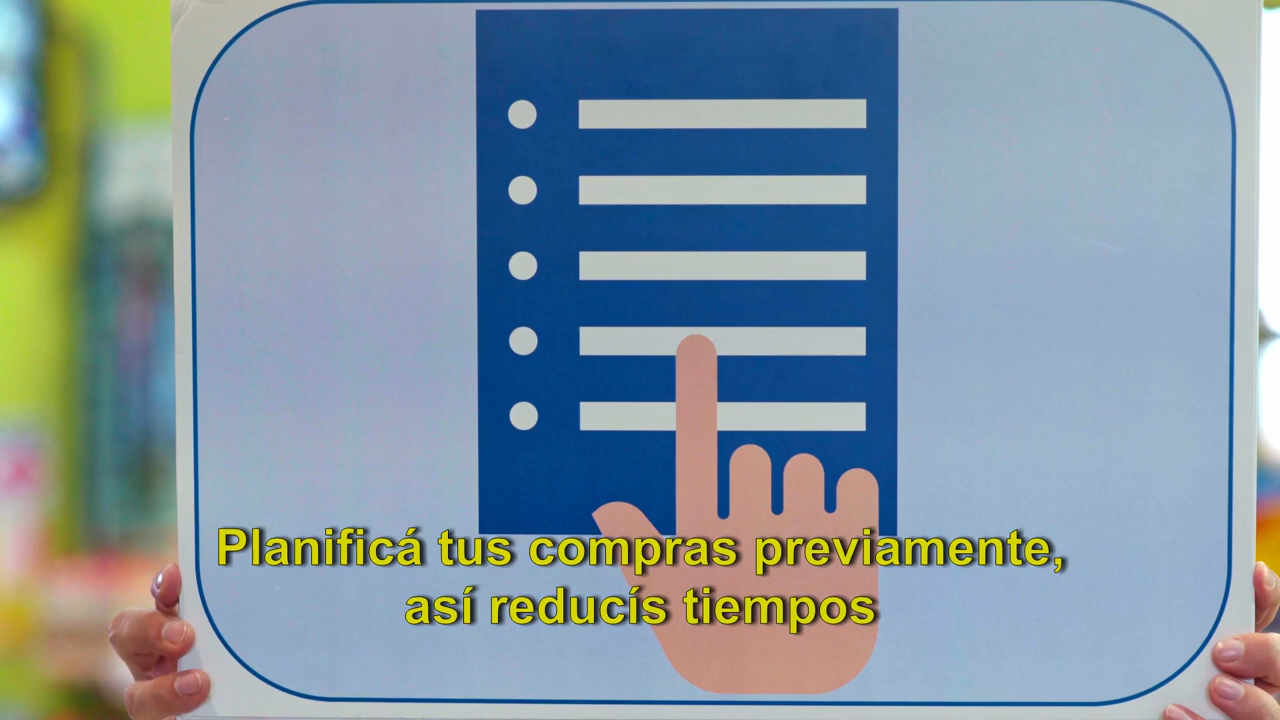 Planificá tus compras previamente,
así reducís tiempos